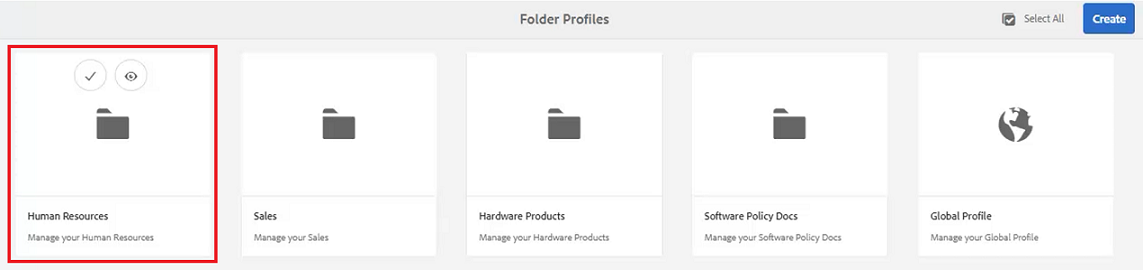 Folder Profiles
Select All
Create
Human Resources
Manage your Human Resources
Sales
Manage your Sales
Hardware Products
Manage your Hardware Products
Software Policy Docs
Manage your Software Policy Docs
Global Profile
Manage your Global Profile